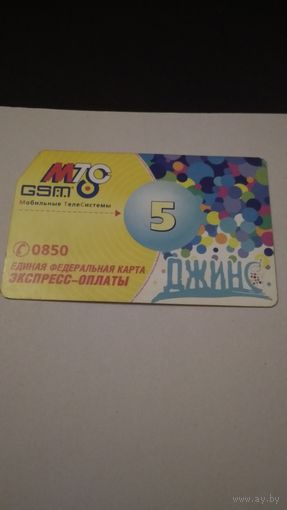 МТС
GSM
Мобильные ТелеСистемы
5
✆0850
ЕДИНАЯ ФЕДЕРАЛЬНАЯ КАРТА
ЭКСПРЕСС-ОПЛАТЫ
ДЖИНС
www.ay.by